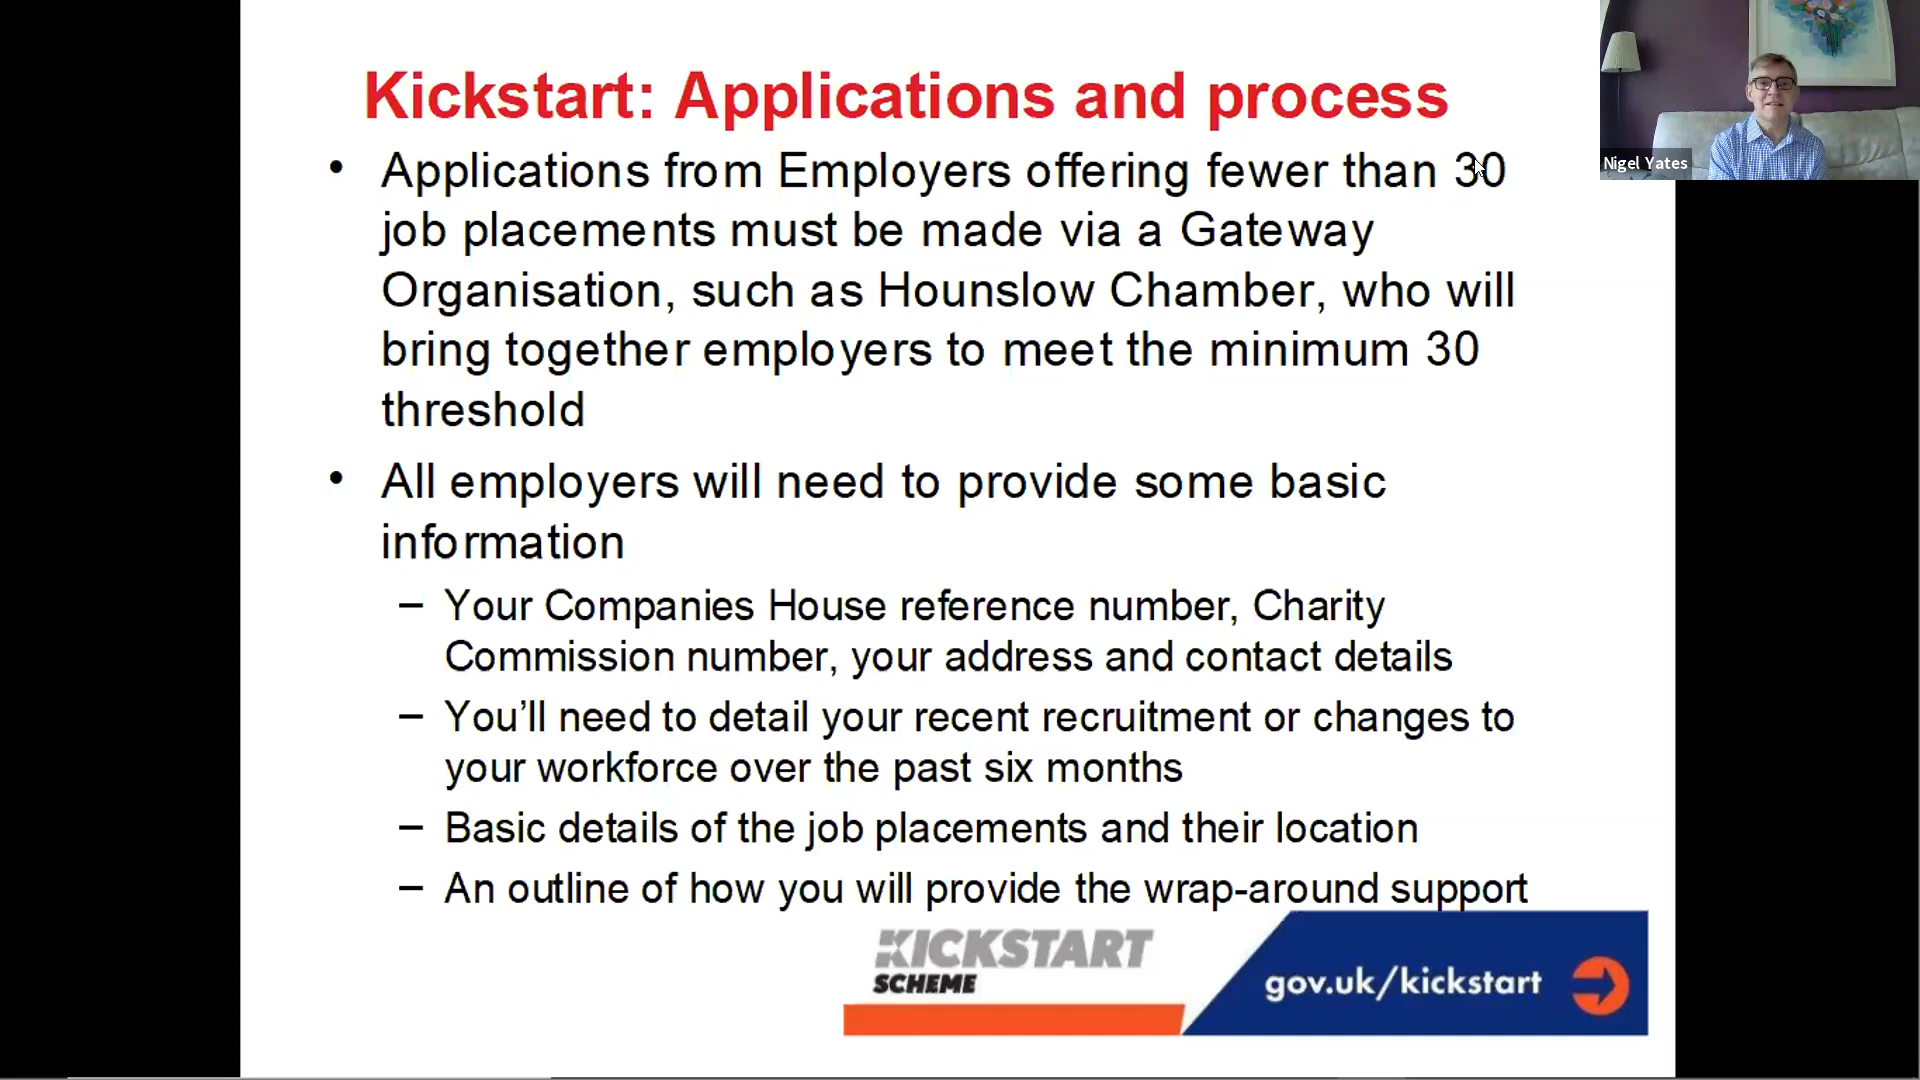 Kickstart: Applications and process
• Applications from Employers offering fewer than 30
job placements must be made via a Gateway
Organisation, such as Hounslow Chamber, who will
bring together employers to meet the minimum 30
threshold
• All employers will need to provide some basic
information
– Your Companies House reference number, Charity
Commission number, your address and contact details
– You’ll need to detail your recent recruitment or changes to
your workforce over the past six months
– Basic details of the job placements and their location
– An outline of how you will provide the wrap-around support
KICKSTART
SCHEME
gov.uk/kickstart
Nigel Yates